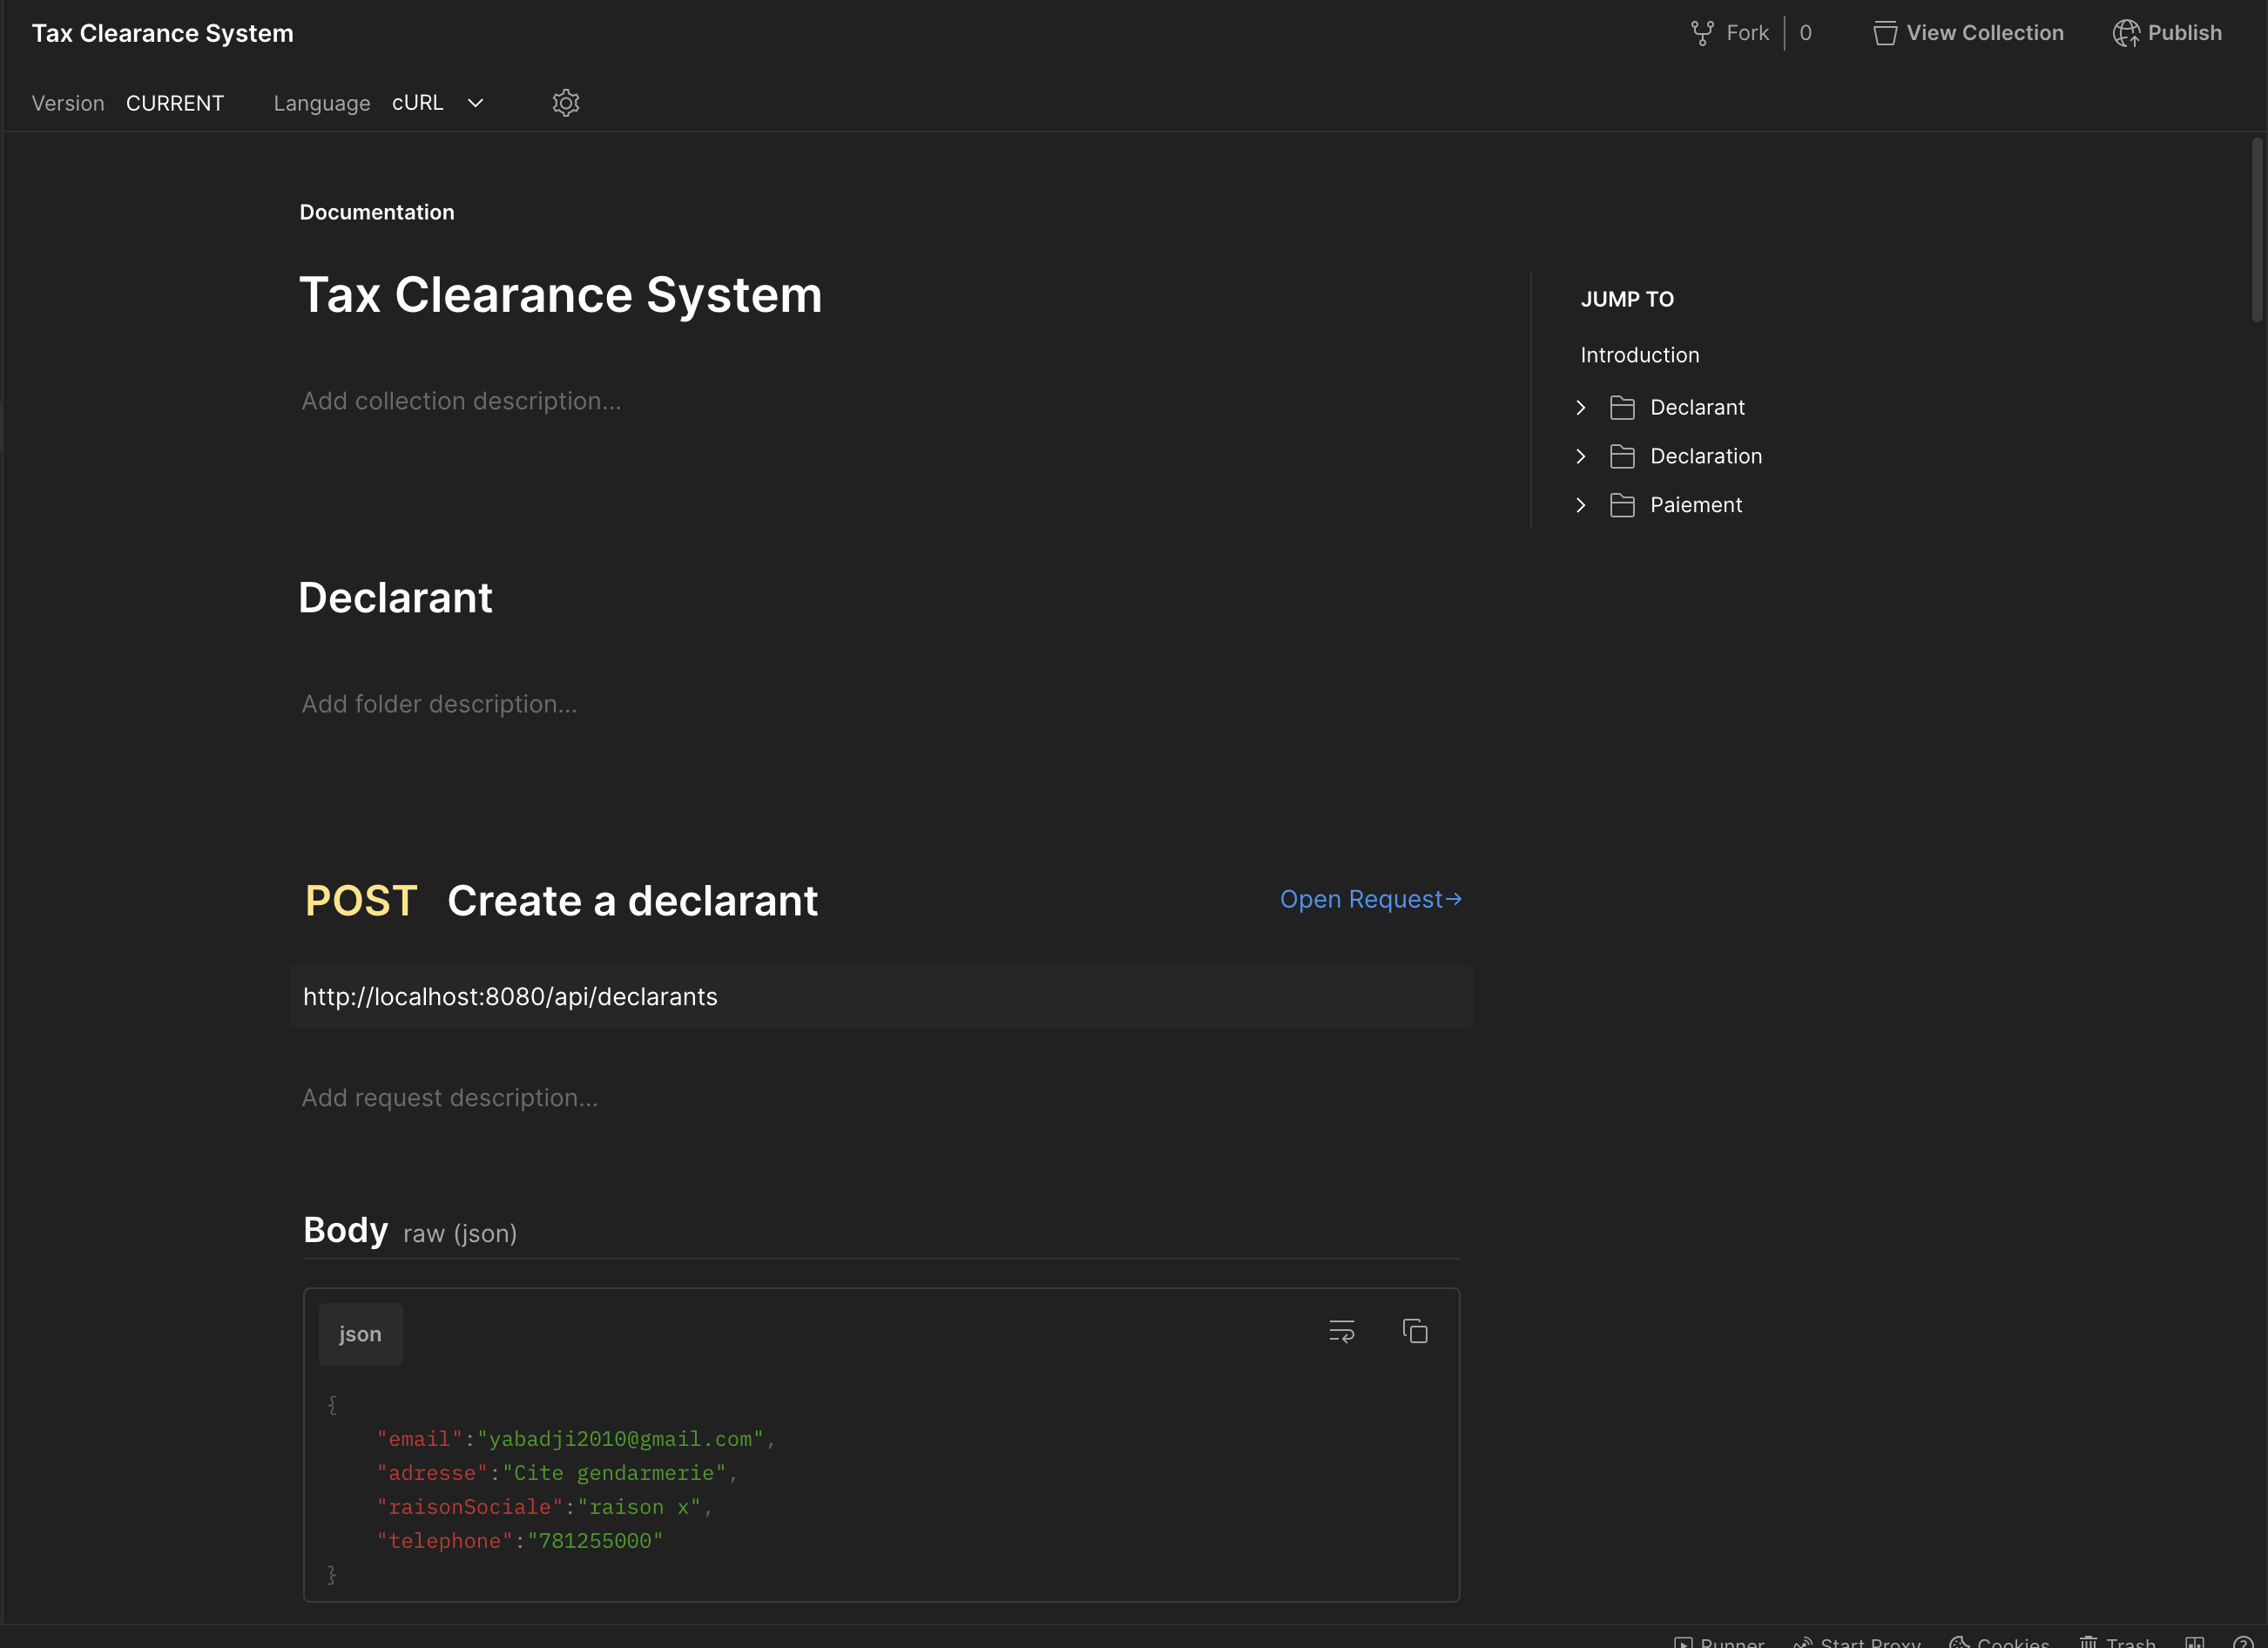 Tax Clearance System
Fork 0 View Collection Publish
Version CURRENT Language cURL
Documentation
Tax Clearance System
Add collection description...
JUMP TO
Introduction
Declarant
Declaration
Paiement
Declarant
Add folder description...
POST Create a declarant Open Request→
http://localhost:8080/api/declarants
Add request description...
Body raw (json)
json
{
"email":"yabadji2010@gmail.com",
"adresse":"Cite gendarmerie",
"raisonSociale":"raison x",
"telephone":"781255000"
}
Runner Start Proxy Cookies Trash